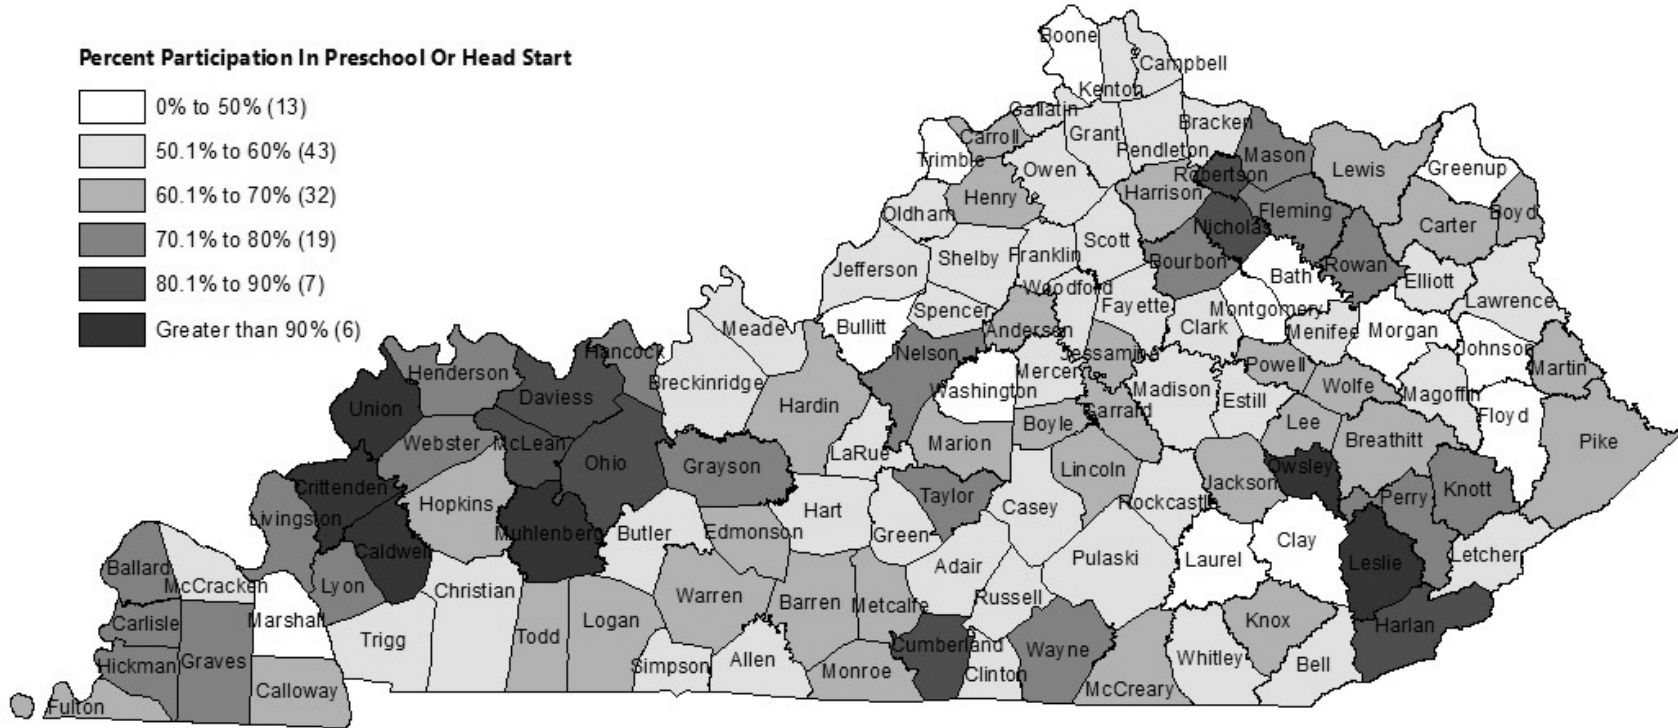 Percent Participation In Preschool Or Head Start
0% to 50% (13)
50.1% to 60% (43)
60.1% to 70% (32)
70.1% to 80% (19)
80.1% to 90% (7)
Greater than 90% (6)
Boone
Campbell
Kenton
Gallatin
Carroll
Grant
Bracken
Trimble
Pendleton
Mason
Owen
Robertson
Lewis
Greenup
Henry
Harrison
Oldham
Fleming
Boyd
Nicholas
Carter
Scott
Franklin
Shelby
Jefferson
Bourbon
Rowan
Bath
Elliott
Woodford
Lawrence
Fayette
Montgomery
Spencer
Bullitt
Anderson
Clark
Menifee
Morgan
Meade
Johnson
Nelson
Jessamine
Hancock
Powell
Martin
Henderson
Mercer
Breckinridge
Washington
Madison
Wolfe
Magoffin
Daviess
Estill
Union
Hardin
Garrard
Floyd
Boyle
Lee
Breathitt
Pike
Webster
McLean
Marion
LaRue
Ohio
Grayson
Lincoln
Owsley
Jackson
Crittenden
Perry
Knott
Taylor
Hopkins
Rockcastle
Casey
Hart
Livingston
Muhlenberg
Butler
Edmonson
Green
Clay
Caldwell
Pulaski
Laurel
Leslie
Letcher
Ballard
Adair
McCracken
Lyon
Christian
Warren
Barren
Metcalfe
Russell
Marshall
Logan
Knox
Carlisle
Harlan
Trigg
Todd
Cumberland
Wayne
Hickman
Graves
Simpson
Allen
Whitley
Bell
Monroe
Clinton
Calloway
McCreary
Fulton